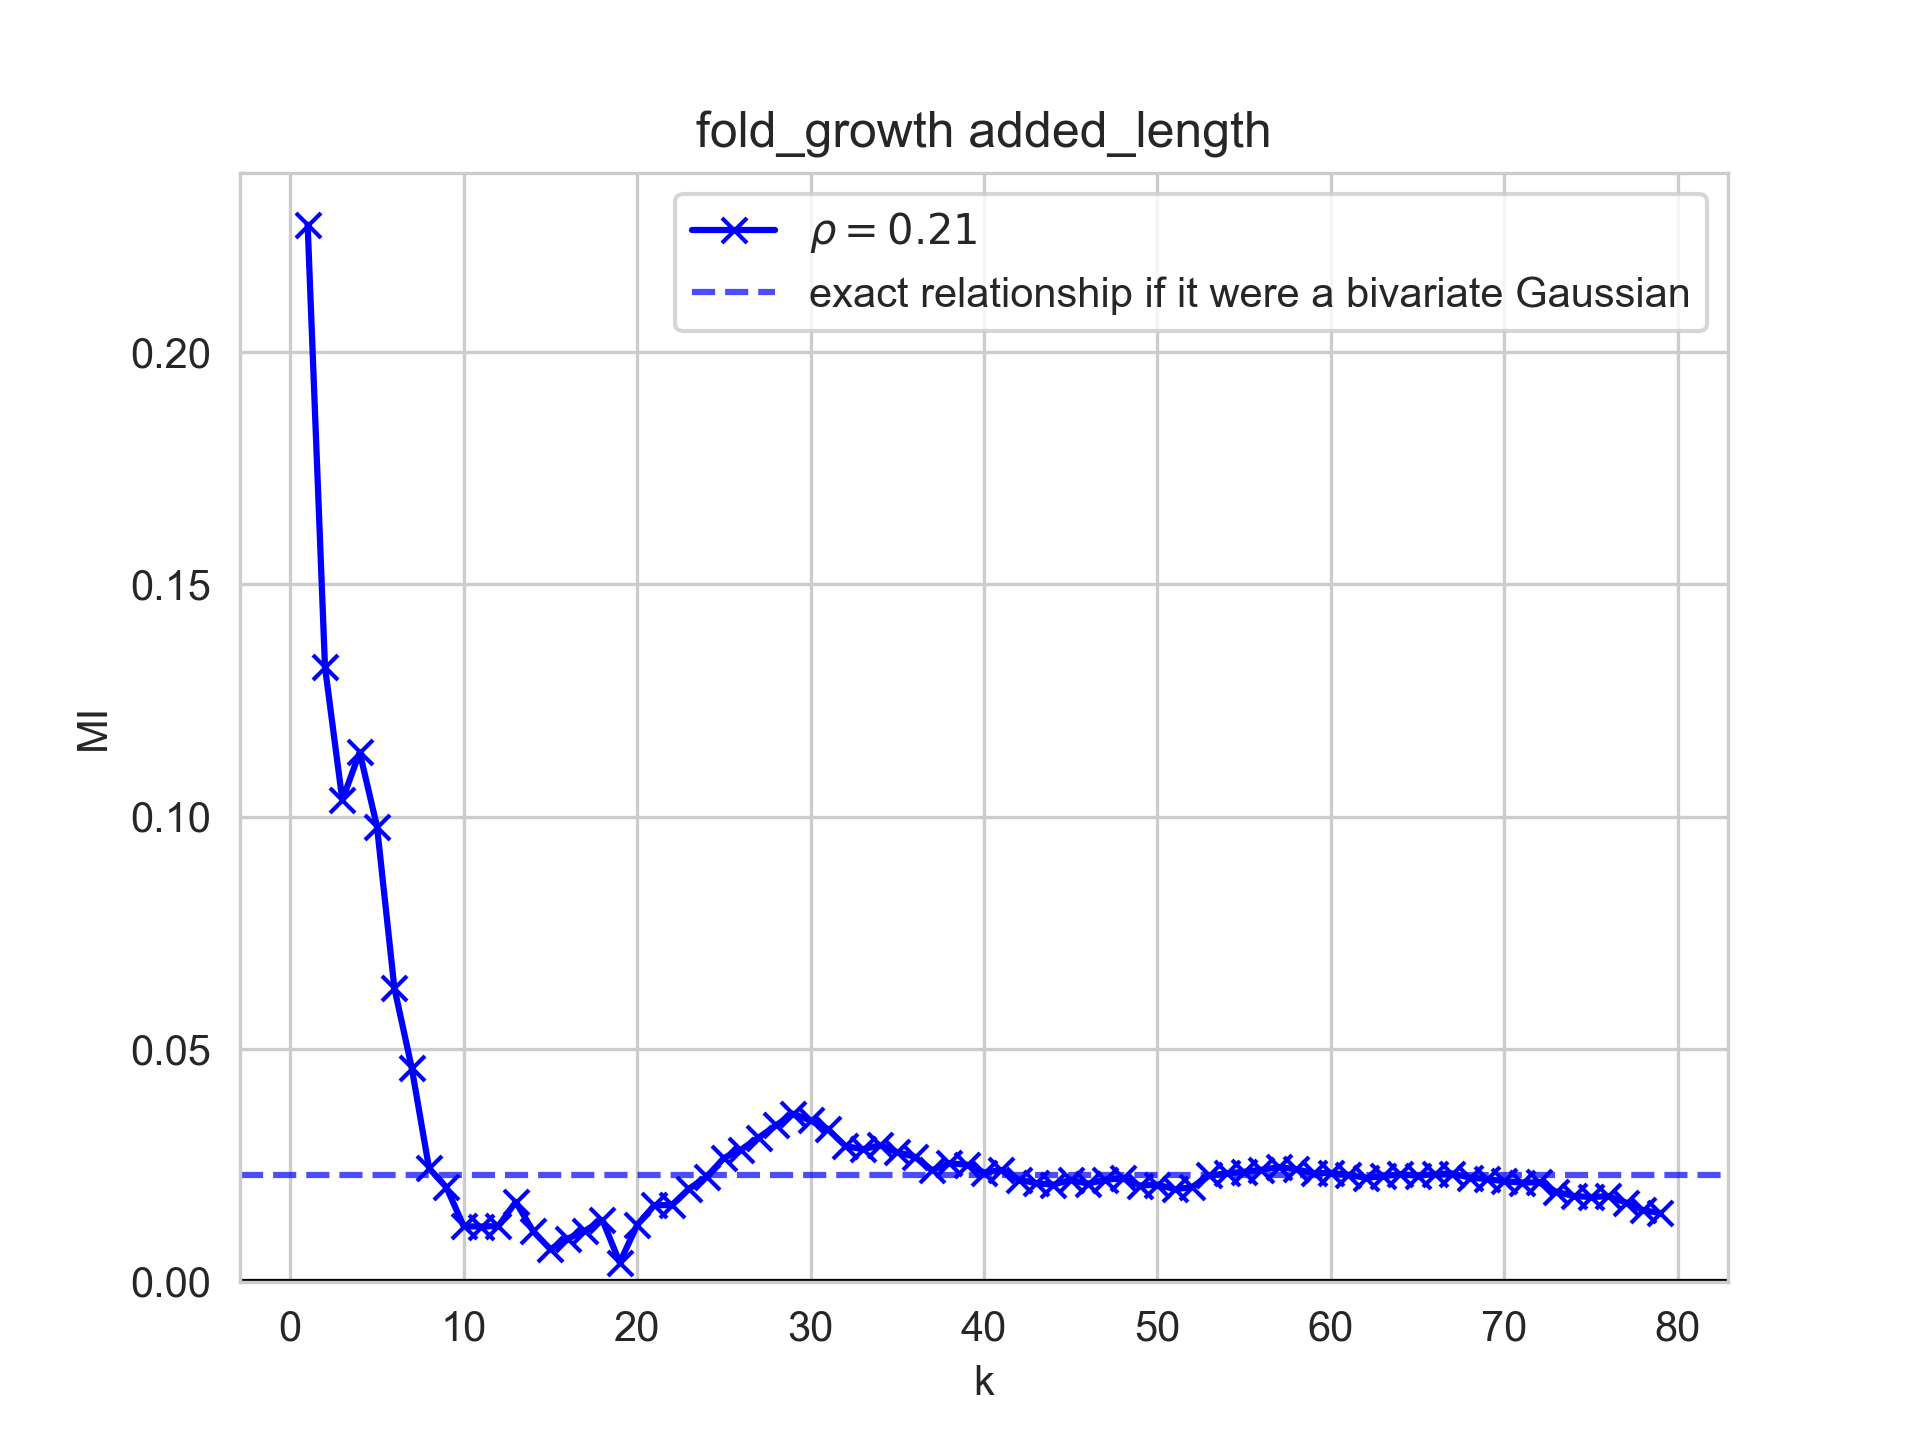 fold_growth added_length
ρ = 0.21
exact relationship if it were a bivariate Gaussian
0.20
0.15
0.10
0.05
0.00
MI
0 10 20 30 40 50 60 70 80
k